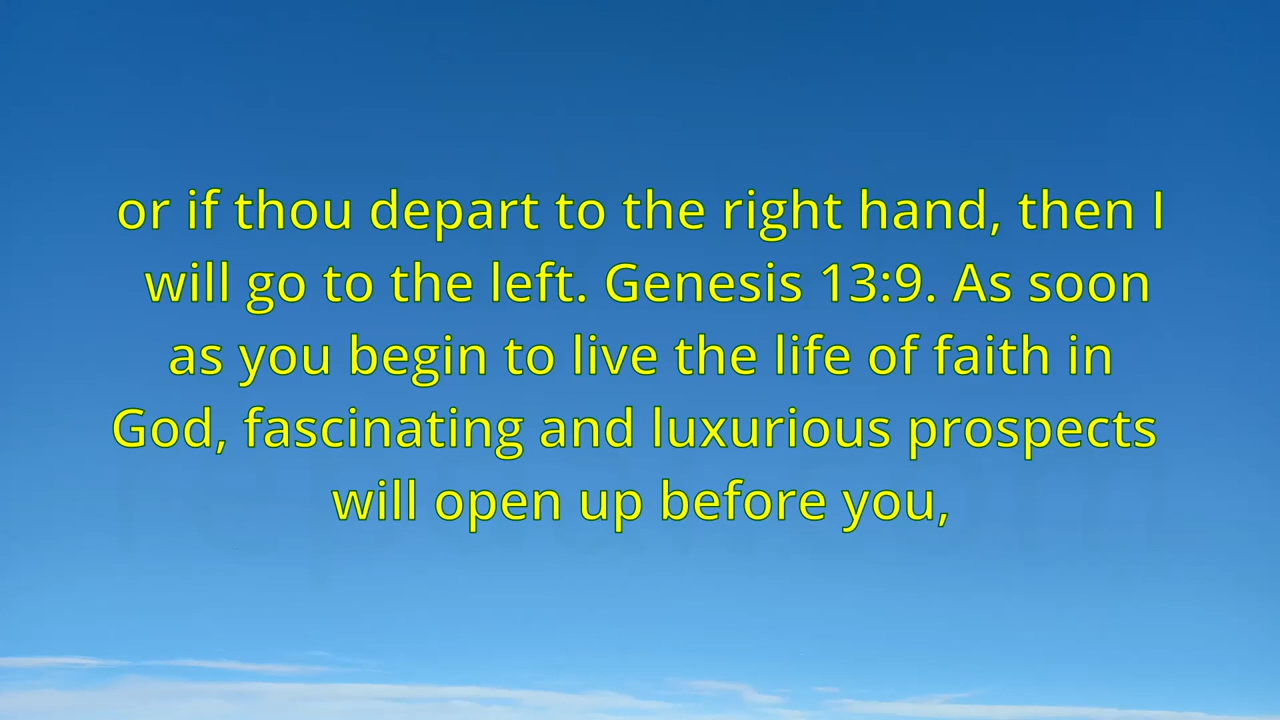 or if thou depart to the right hand, then I
will go to the left. Genesis 13:9. As soon
as you begin to live the life of faith in
God, fascinating and luxurious prospects
will open up before you,